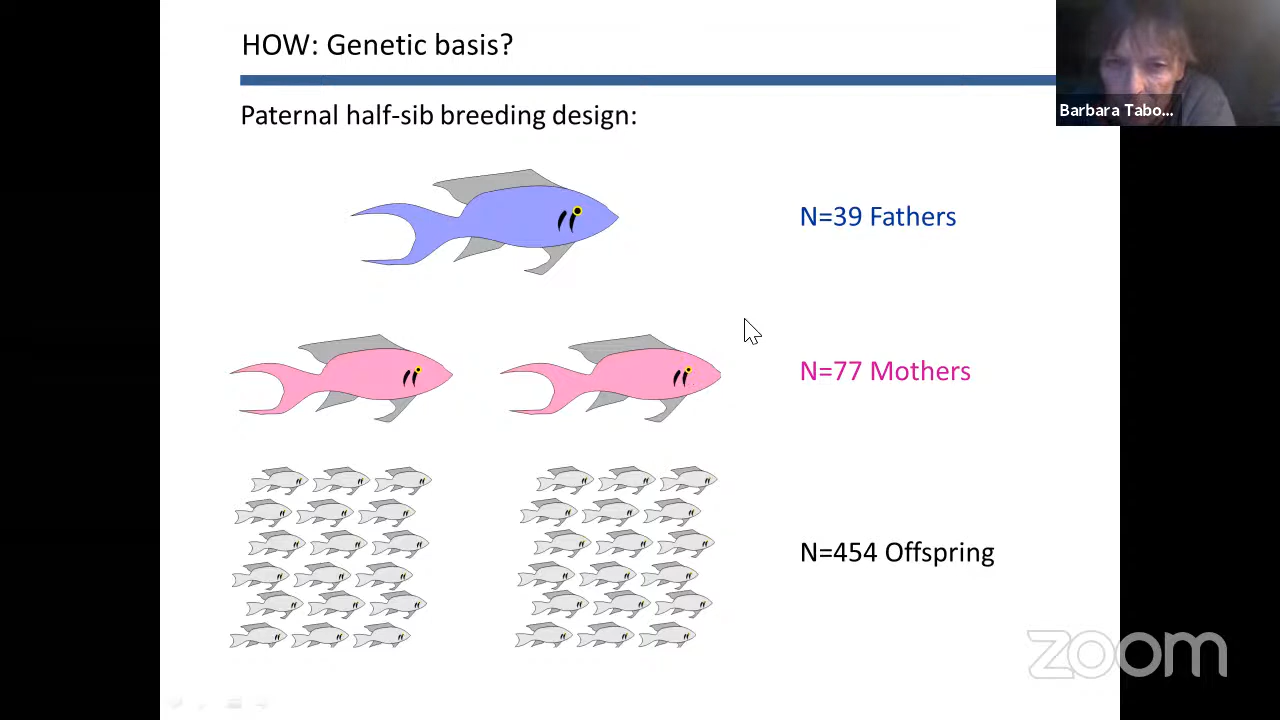 HOW: Genetic basis?
Barbara Tabo...
Paternal half-sib breeding design:
N=39 Fathers
N=77 Mothers
N=454 Offspring
zoom